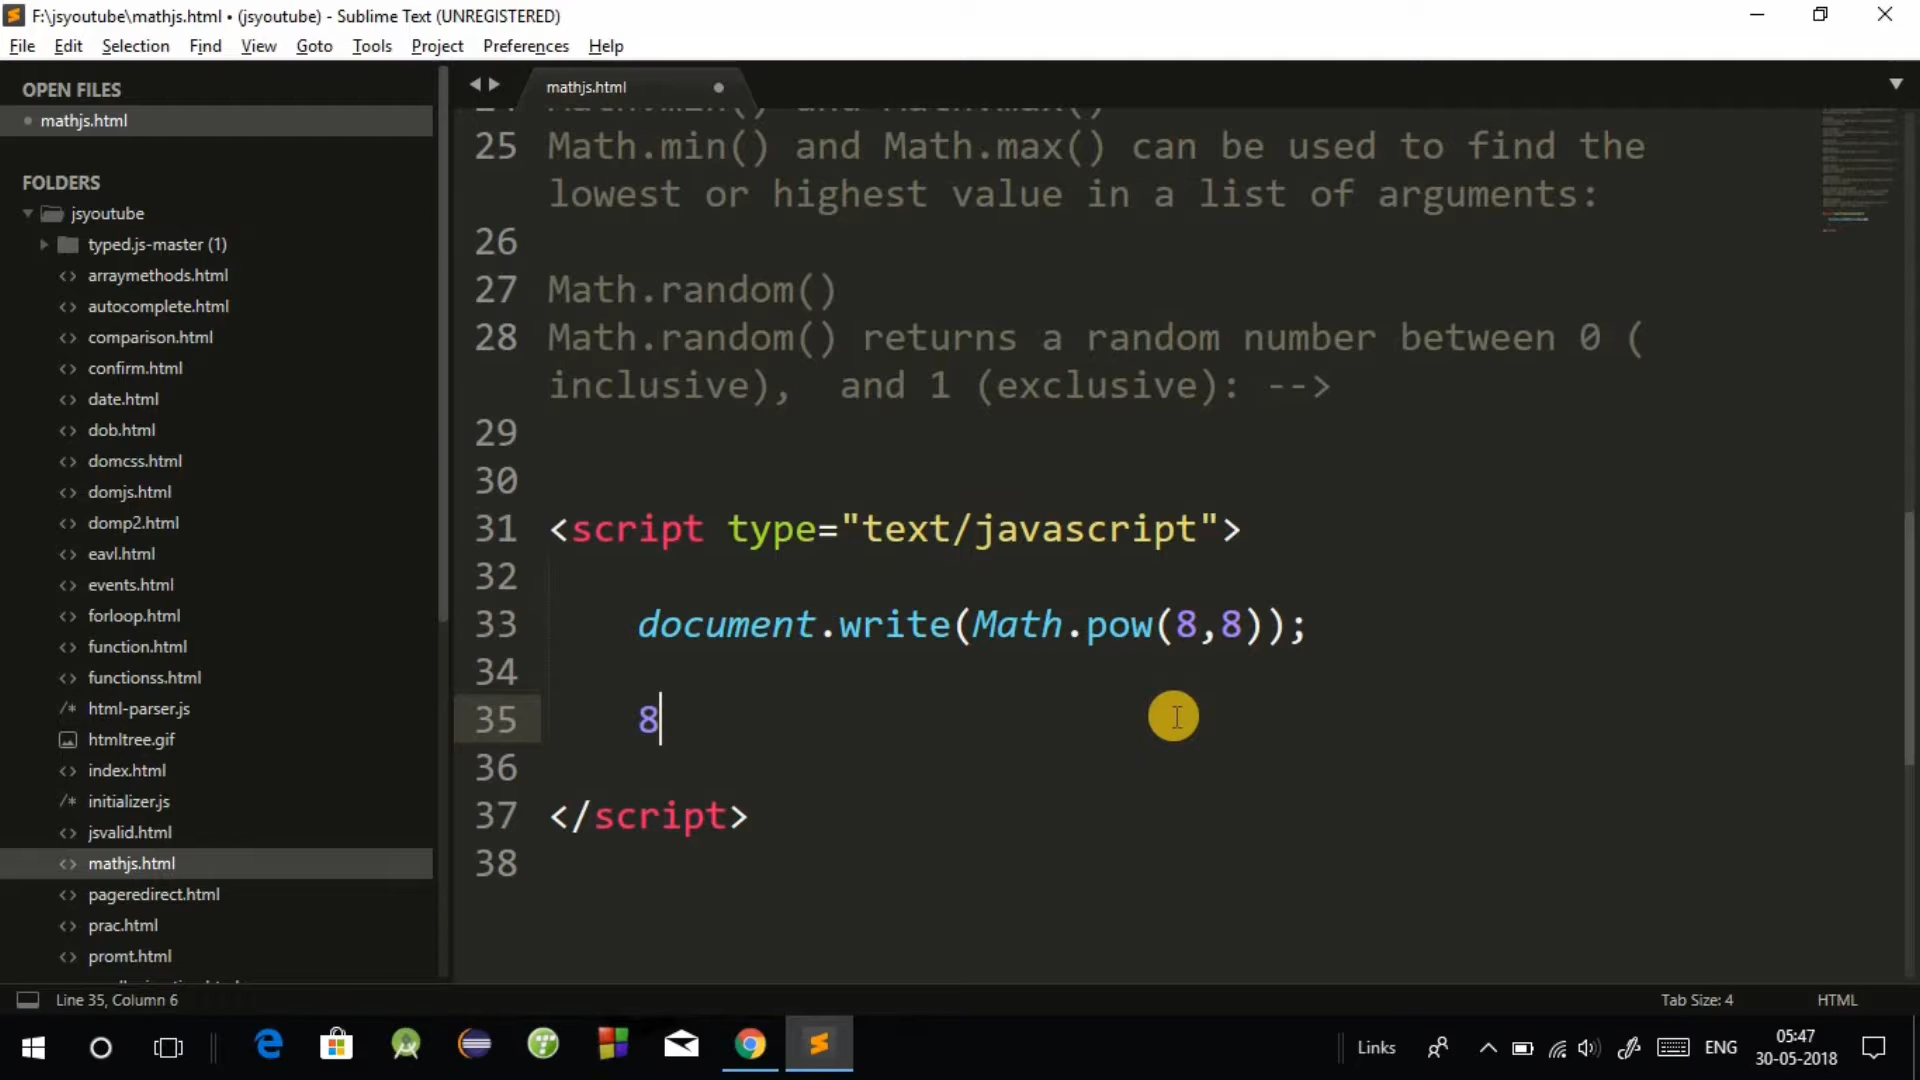 F:\jsyoutube\mathjs.html • (jsyoutube) - Sublime Text (UNREGISTERED)
File Edit Selection Find View Goto Tools Project Preferences Help
OPEN FILES
mathjs.html
FOLDERS
jsyoutube
typed.js-master (1)
arraymethods.html
autocomplete.html
comparison.html
confirm.html
date.html
dob.html
domcss.html
domjs.html
domp2.html
eavl.html
events.html
forloop.html
function.html
functionss.html
/* html-parser.js
htmltree.gif
index.html
/* initializer.js
jsvalid.html
mathjs.html
pageredirect.html
prac.html
promt.html
mathjs.html
24 Math.min() and Math.max()
25 Math.min() and Math.max() can be used to find the
lowest or highest value in a list of arguments:
26
27 Math.random()
28 Math.random() returns a random number between 0 (
inclusive),  and 1 (exclusive): -->
29
30
31 <script type="text/javascript">
32
33 document.write(Math.pow(8,8));
34
35 8
36
37 </script>
38
Line 35, Column 6
Tab Size: 4
HTML
Links
ENG
05:47
30-05-2018